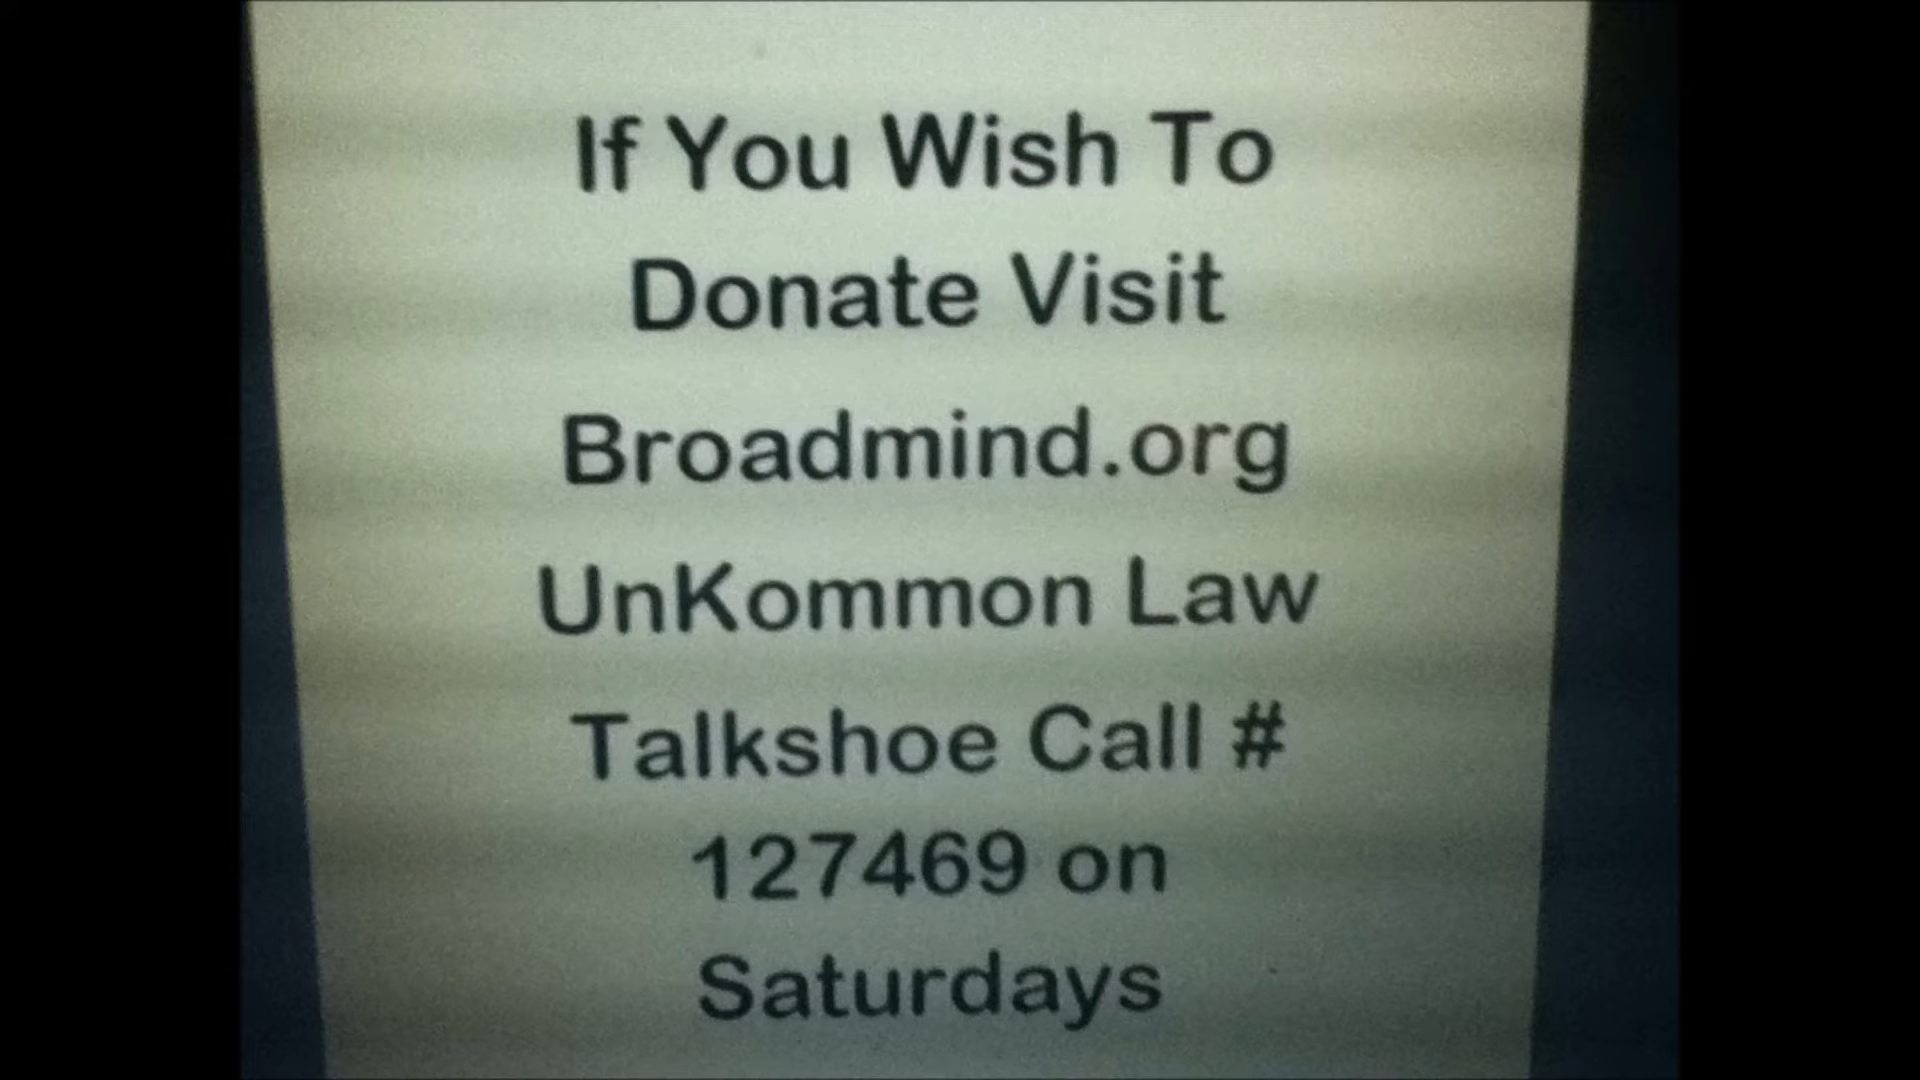 If You Wish To
Donate Visit
Broadmind.org
UnKommon Law
Talkshoe Call #
127469 on
Saturdays